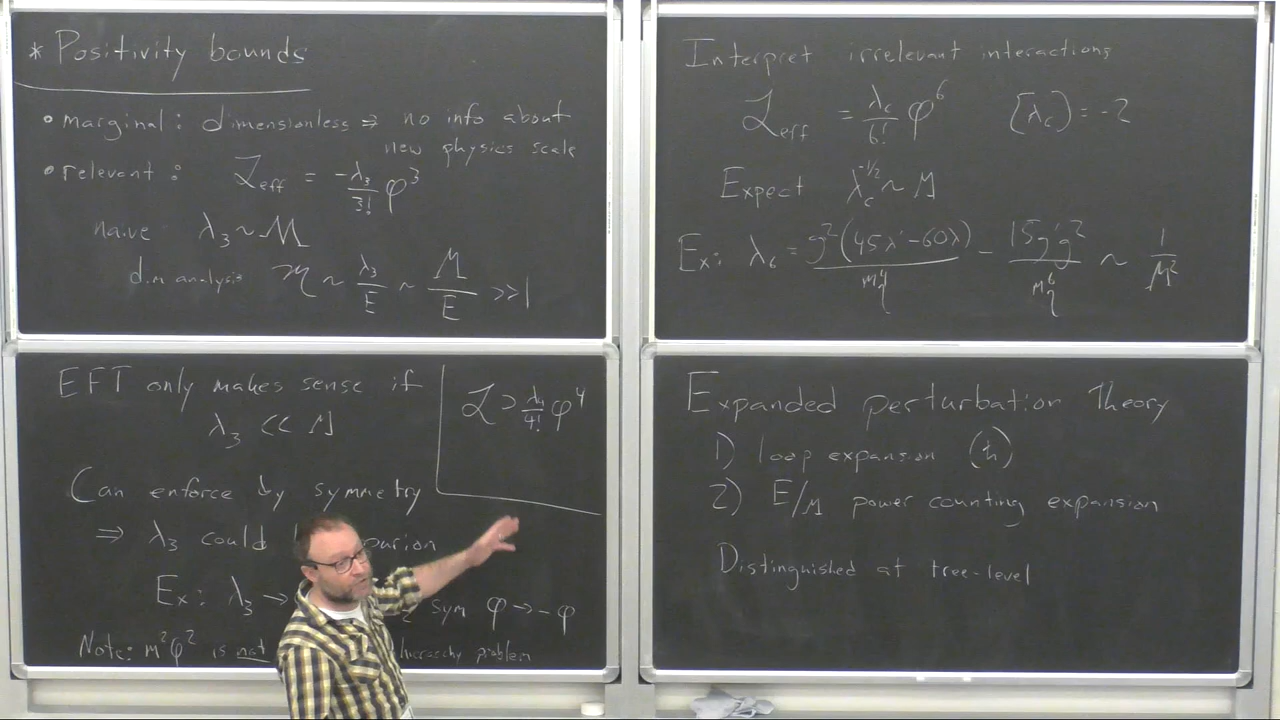 * Positivity bounds
• marginal: dimensionless ⇒ no info about
new physics scale
• relevant: ℒeff = -λ₃/3! φ³
naive λ₃ ~ M
dim analysis 𝓜 ~ λ₃/E ~ M/E >> 1
EFT only makes sense if
λ₃ << M
Can enforce by symmetry
⇒ λ₃ could
Ex: λ₃ → sym φ → -φ
Note: m²φ² is not hierarchy problem
ℒ ⊃ λ₄/4! φ⁴
Interpret irrelevant interactions
ℒeff = λ₆/6! φ⁶ [λ₆] = -2
Expect λ₆^(-1/2) ~ M
Ex: λ₆ = g²(45λ' - 60λ)/m_η⁴ - 15g'g²/m_η⁶ ~ 1/M²
Expanded perturbation Theory
1) loop expansion (ħ)
2) E/M power counting expansion
Distinguished at tree-level